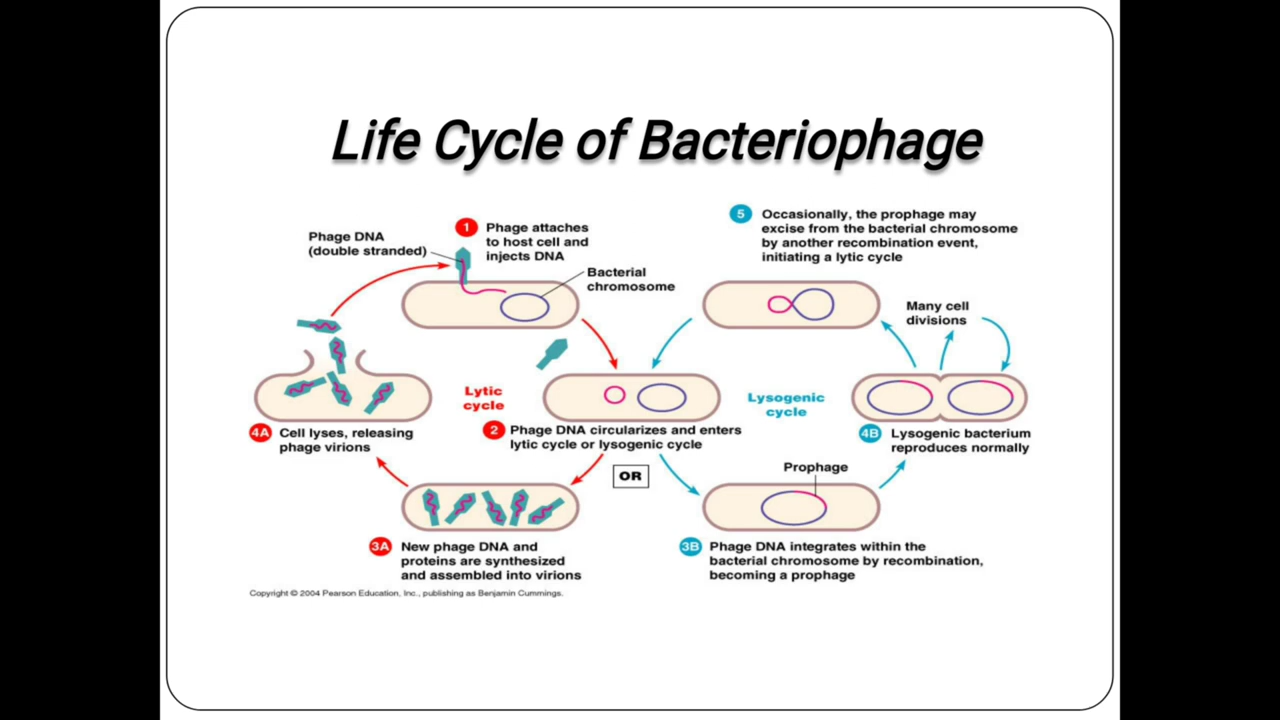 Life Cycle of Bacteriophage
Phage DNA
(double stranded)
1
Phage attaches
to host cell and
injects DNA
Bacterial
chromosome
5
Occasionally, the prophage may
excise from the bacterial chromosome
by another recombination event,
initiating a lytic cycle
Many cell
divisions
Lytic
cycle
Lysogenic
cycle
4A
Cell lyses, releasing
phage virions
2
Phage DNA circularizes and enters
lytic cycle or lysogenic cycle
4B
Lysogenic bacterium
reproduces normally
OR
Prophage
3A
New phage DNA and
proteins are synthesized
and assembled into virions
3B
Phage DNA integrates within the
bacterial chromosome by recombination,
becoming a prophage
Copyright © 2004 Pearson Education, Inc., publishing as Benjamin Cummings.